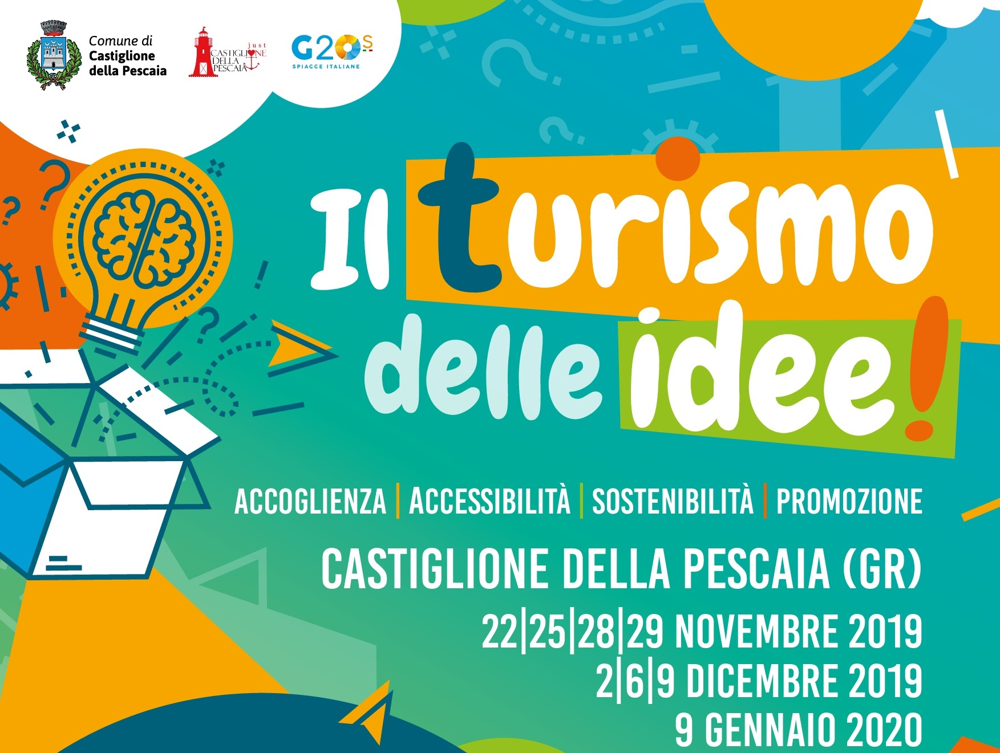 Comune di
Castiglione
della Pescaia
just
CASTIGLIONE
DELLA
PESCAIA
G20s
SPIAGGE ITALIANE
Il turismo
delle idee!
ACCOGLIENZA | ACCESSIBILITÀ | SOSTENIBILITÀ | PROMOZIONE
CASTIGLIONE DELLA PESCAIA (GR)
22|25|28|29 NOVEMBRE 2019
2|6|9 DICEMBRE 2019
9 GENNAIO 2020